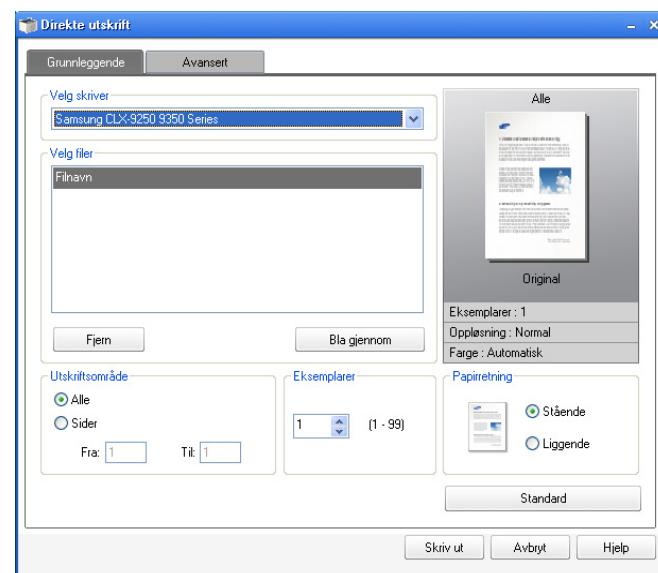 Direkte utskrift
Grunnleggende
Avansert
Velg skriver
Samsung CLX-9250 9350 Series
Velg filer
Filnavn
Fjern
Bla gjennom
Alle
Original
Eksemplarer : 1
Oppløsning : Normal
Farge : Automatisk
Utskriftsområde
Alle
Sider
Fra: 1 Til: 1
Eksemplarer
1 (1 - 99)
Papirretning
Stående
Liggende
Standard
Skriv ut
Avbryt
Hjelp